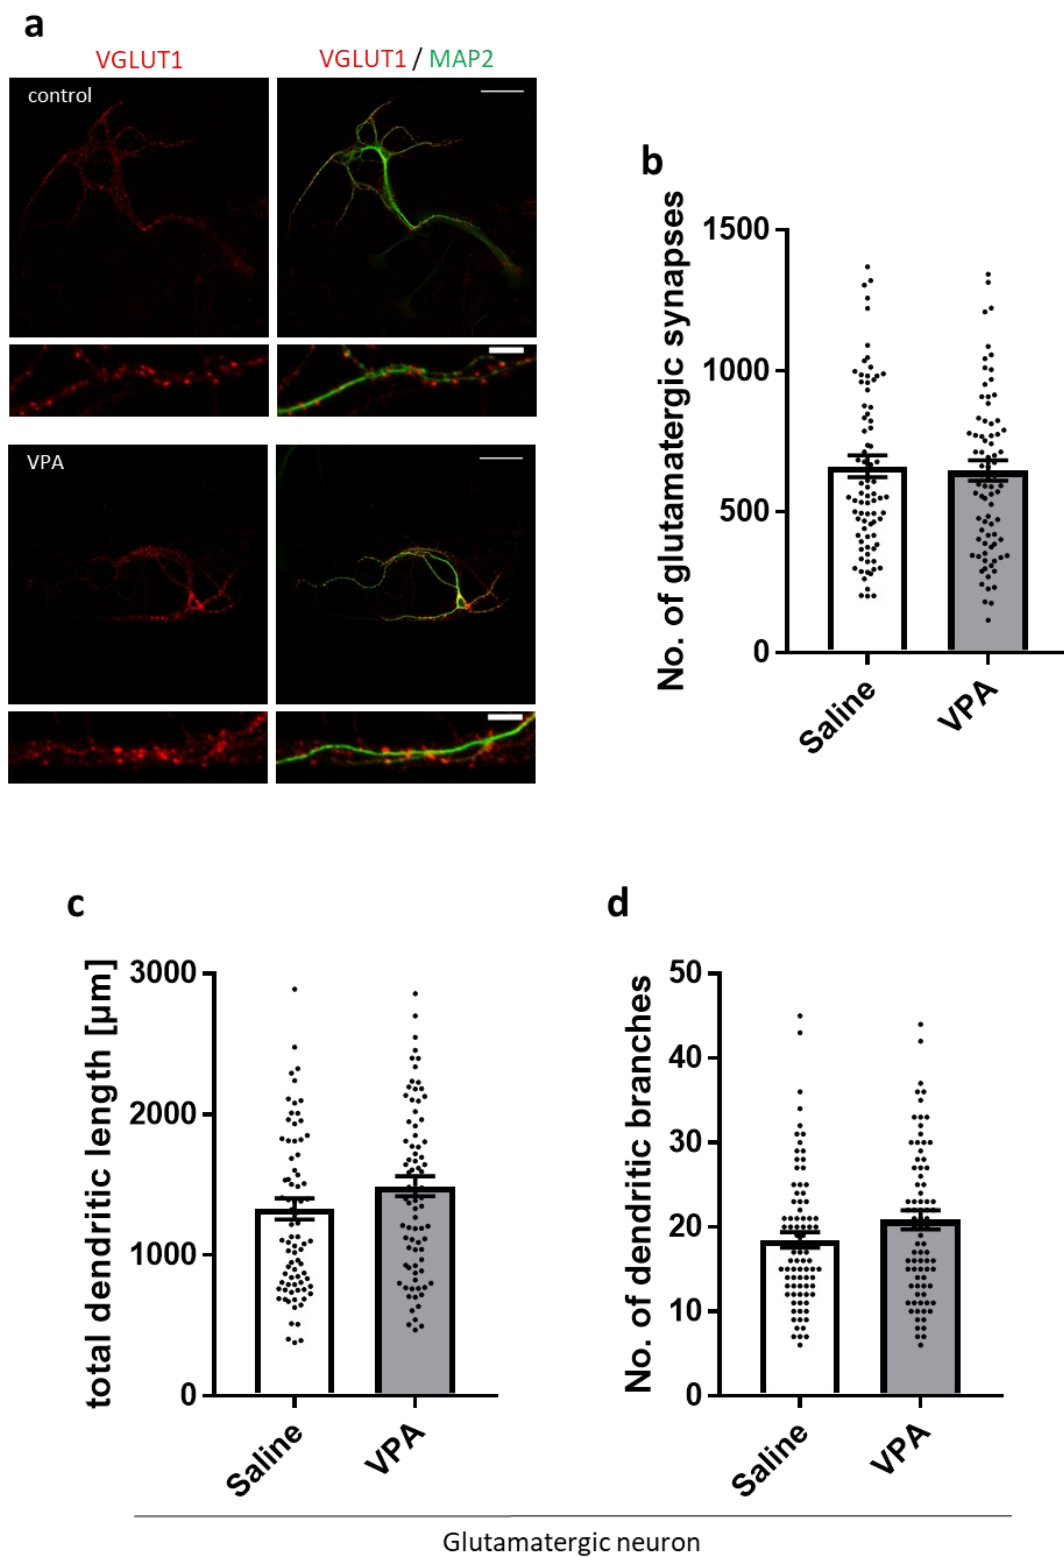 a
VGLUT1
VGLUT1 / MAP2
control
VPA
b
No. of glutamatergic synapses
1500
1000
500
0
Saline
VPA
c
total dendritic length [µm]
3000
2000
1000
0
Saline
VPA
d
No. of dendritic branches
50
40
30
20
10
0
Saline
VPA
Glutamatergic neuron